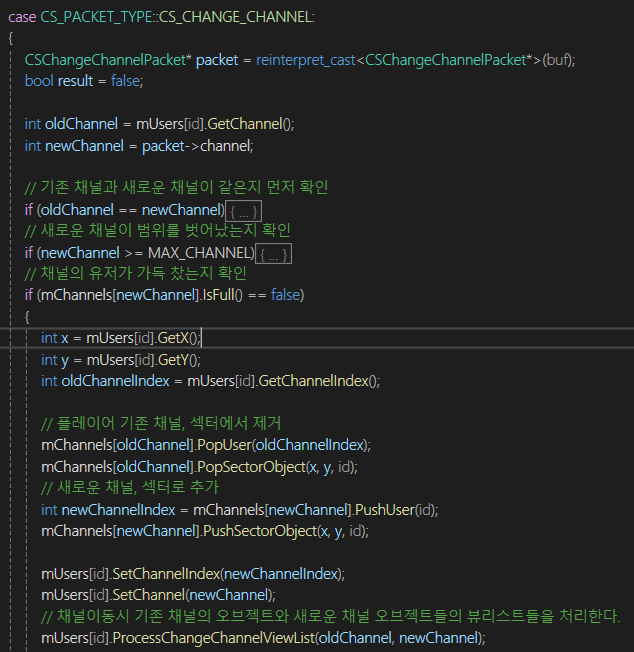 case CS_PACKET_TYPE::CS_CHANGE_CHANNEL:
{
CSChangeChannelPacket* packet = reinterpret_cast<CSChangeChannelPacket*>(buf);
bool result = false;
int oldChannel = mUsers[id].GetChannel();
int newChannel = packet->channel;
// 기존 채널과 새로운 채널이 같은지 먼저 확인
if (oldChannel == newChannel){ ... }
// 새로운 채널이 범위를 벗어났는지 확인
if (newChannel >= MAX_CHANNEL){ ... }
// 채널의 유저가 가득 찼는지 확인
if (mChannels[newChannel].IsFull() == false)
{
int x = mUsers[id].GetX();
int y = mUsers[id].GetY();
int oldChannelIndex = mUsers[id].GetChannelIndex();
// 플레이어 기존 채널, 섹터에서 제거
mChannels[oldChannel].PopUser(oldChannelIndex);
mChannels[oldChannel].PopSectorObject(x, y, id);
// 새로운 채널, 섹터로 추가
int newChannelIndex = mChannels[newChannel].PushUser(id);
mChannels[newChannel].PushSectorObject(x, y, id);
mUsers[id].SetChannelIndex(newChannelIndex);
mUsers[id].SetChannel(newChannel);
// 채널이동시 기존 채널의 오브젝트와 새로운 채널 오브젝트들의 뷰리스트들을 처리한다.
mUsers[id].ProcessChangeChannelViewList(oldChannel, newChannel);